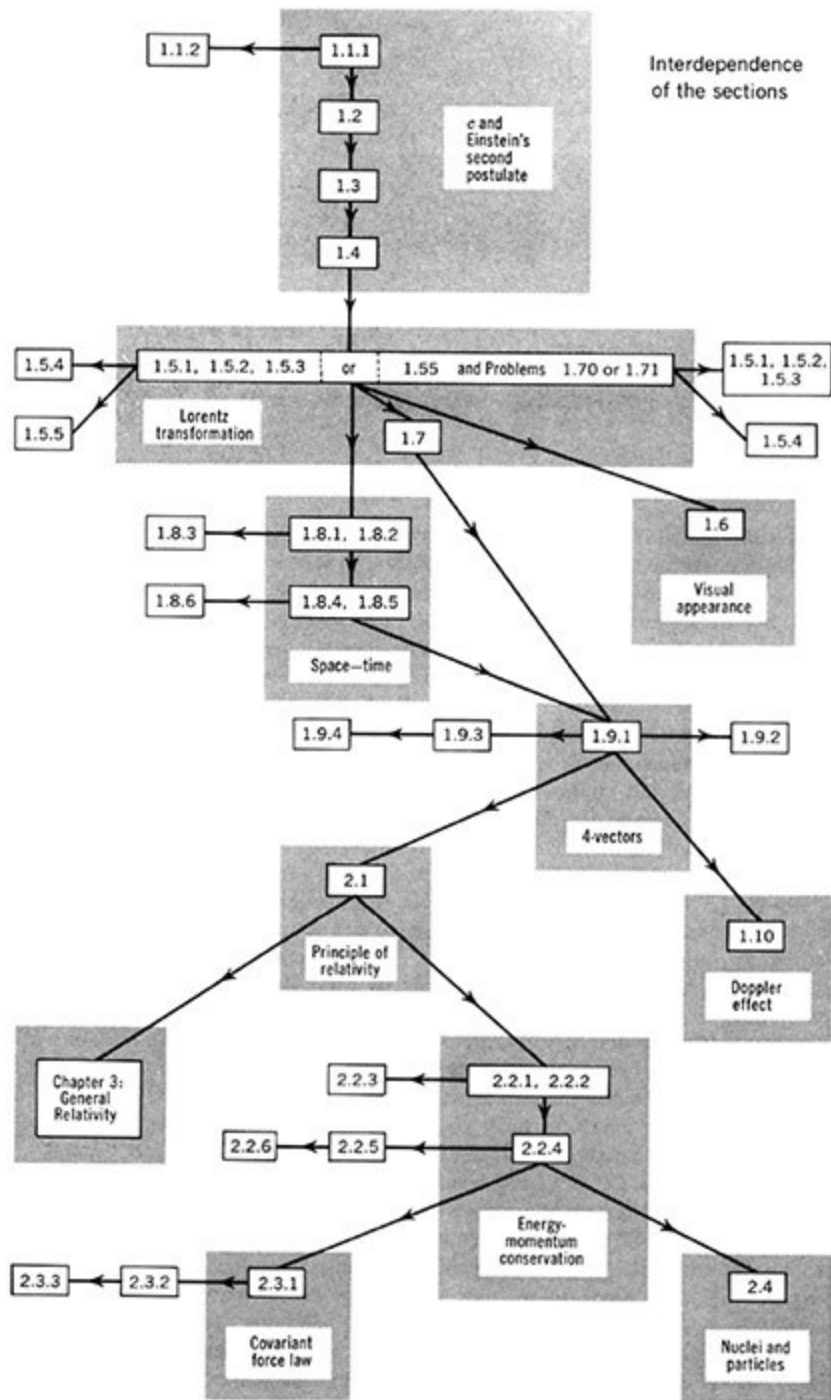 Interdependence
of the sections
1.1.2
1.1.1
1.2
c and
Einstein's
second
postulate
1.3
1.4
1.5.4
1.5.1, 1.5.2, 1.5.3 or 1.55 and Problems 1.70 or 1.71
1.5.1, 1.5.2,
1.5.3
1.5.5
Lorentz
transformation
1.7
1.5.4
1.8.3
1.8.1, 1.8.2
1.6
Visual
appearance
1.8.6
1.8.4, 1.8.5
Space—time
1.9.4
1.9.3
1.9.1
1.9.2
4-vectors
2.1
Principle of
relativity
1.10
Doppler
effect
Chapter 3:
General
Relativity
2.2.3
2.2.1, 2.2.2
2.2.6
2.2.5
2.2.4
Energy-
momentum
conservation
2.3.3
2.3.2
2.3.1
Covariant
force law
2.4
Nuclei and
particles